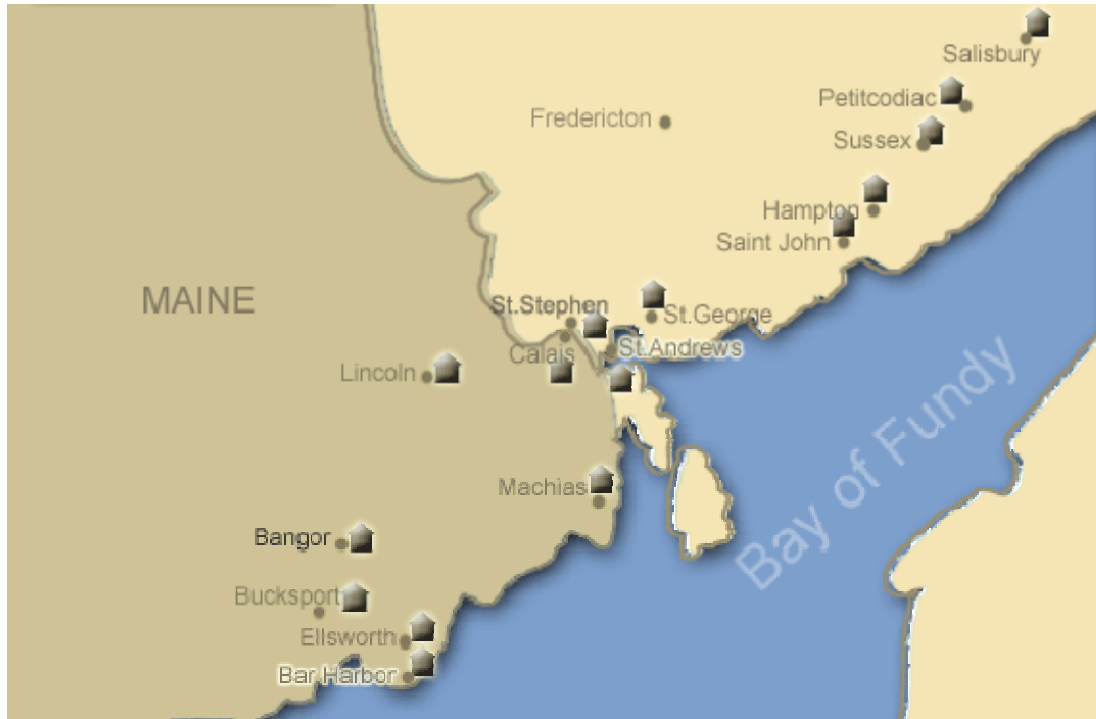 Salisbury
Petitcodiac
Fredericton
Sussex
Hampton
Saint John
MAINE
St.Stephen
St.George
Calais
St.Andrews
Lincoln
Bay of Fundy
Machias
Bangor
Bucksport
Ellsworth
Bar Harbor